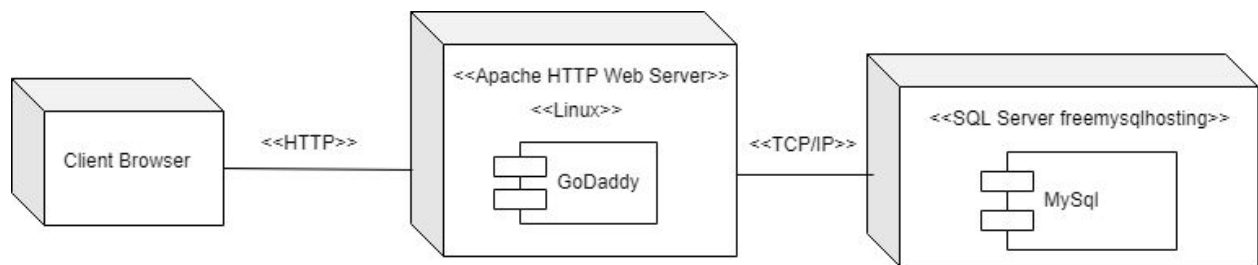 Client Browser
<<HTTP>>
<<Apache HTTP Web Server>>
<<Linux>>
GoDaddy
<<TCP/IP>>
<<SQL Server freemysqlhosting>>
MySql